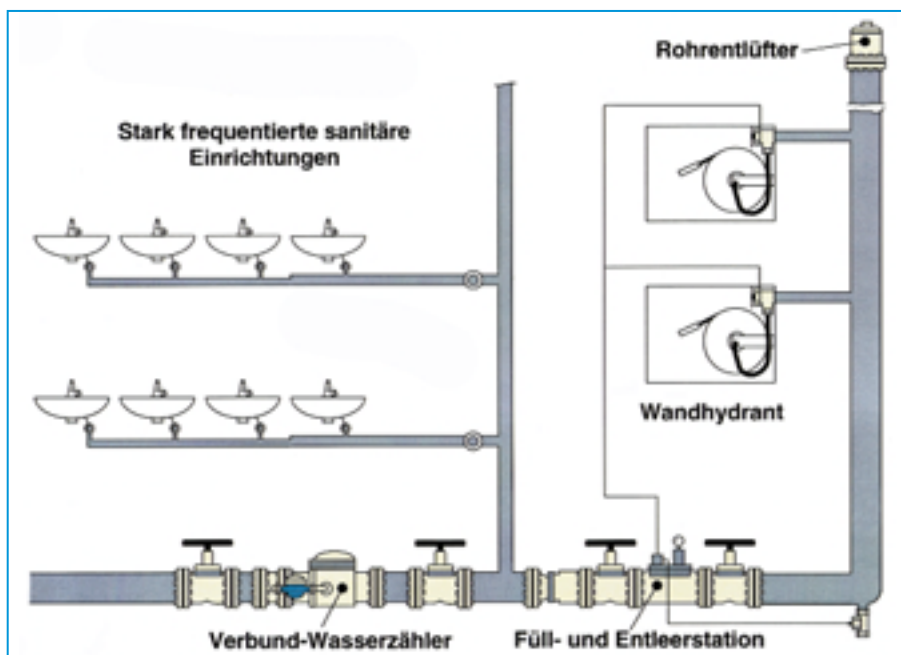 Rohrentlüfter
Stark frequentierte sanitäre
Einrichtungen
Wandhydrant
Verbund-Wasserzähler
Füll- und Entleerstation